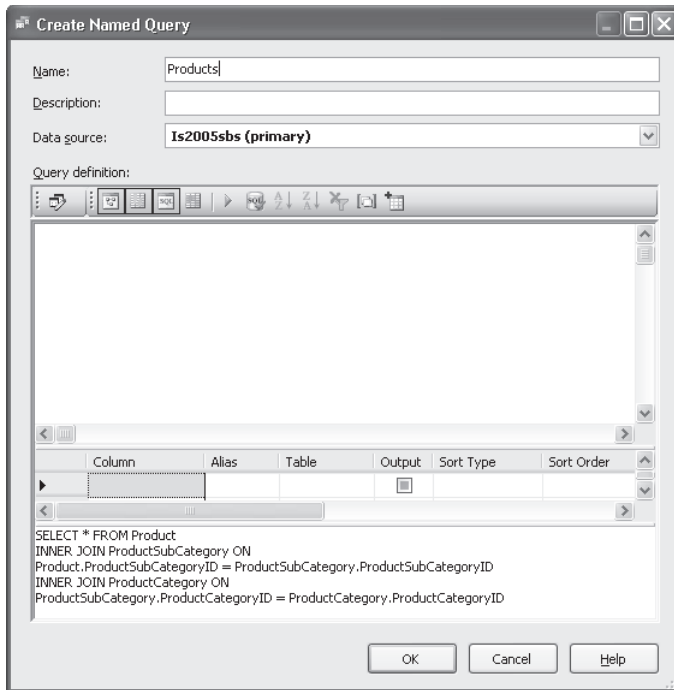 Create Named Query
Name:
Products
Description:
Data source:
Is2005sbs (primary)
Query definition:
SQL
SQL
Column Alias Table Output Sort Type Sort Order
SELECT * FROM Product
INNER JOIN ProductSubCategory ON
Product.ProductSubCategoryID = ProductSubCategory.ProductSubCategoryID
INNER JOIN ProductCategory ON
ProductSubCategory.ProductCategoryID = ProductCategory.ProductCategoryID
OK Cancel Help